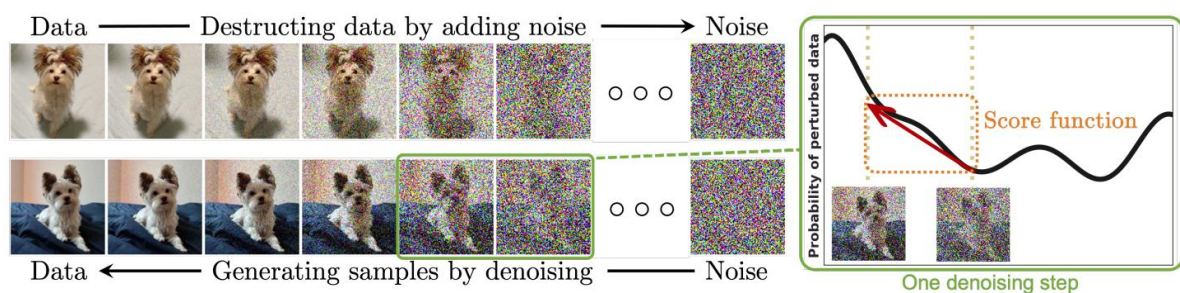 Data Destructing data by adding noise Noise
Data Generating samples by denoising Noise
Probability of perturbed data
Score function
One denoising step